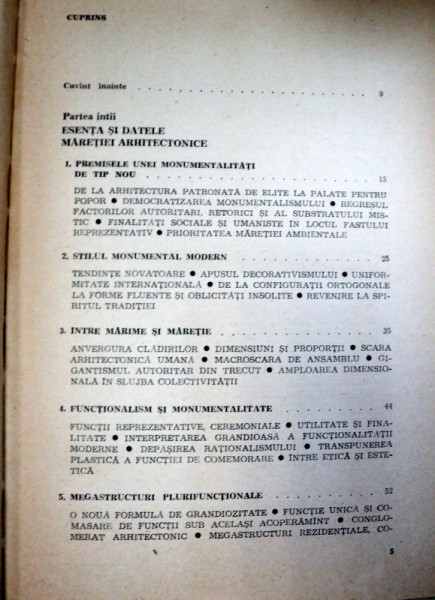 CUPRINS
Cuvînt înainte . . . . . . . . . . . . . . . . . . . . . 9
Partea întîi
ESENȚA ȘI DATELE
MĂREȚIEI ARHITECTONICE
1. PREMISELE UNEI MONUMENTALITĂȚI
DE TIP NOU . . . . . . . . . . . . . . . . . . . 15
DE LA ARHITECTURA PATRONATĂ DE ELITE LA PALATE PENTRU
POPOR ● DEMOCRATIZAREA MONUMENTALISMULUI ● REGRESUL
FACTORILOR AUTORITARI, RETORICI ȘI AL SUBSTRATULUI MIS-
TIC ● FINALITĂȚI SOCIALE ȘI UMANISTE ÎN LOCUL FASTULUI
REPREZENTATIV ● PRIORITATEA MĂREȚIEI AMBIENTALE
2. STILUL MONUMENTAL MODERN . . . . . . . . . . 25
TENDINȚE NOVATOARE ● APUSUL DECORATIVISMULUI ● UNIFOR-
MITATE INTERNAȚIONALĂ ● DE LA CONFIGURAȚII ORTOGONALE
LA FORME FLUENTE ȘI OBLICITĂȚI INSOLITE ● REVENIRE LA SPI-
RITUL TRADIȚIEI
3. ÎNTRE MĂRIME ȘI MĂREȚIE . . . . . . . . . . . 35
ANVERGURA CLĂDIRILOR ● DIMENSIUNI ȘI PROPORȚII ● SCARA
ARHITECTONICĂ UMANĂ ● MACROSCARA DE ANSAMBLU ● GI-
GANTISMUL AUTORITAR DIN TRECUT ● AMPLOAREA DIMENSIO-
NALĂ ÎN SLUJBA COLECTIVITĂȚII
4. FUNCȚIONALISM ȘI MONUMENTALITATE . . . . . . 44
FUNCȚII REPREZENTATIVE, CEREMONIALE ● UTILITATE ȘI FINA-
LITATE ● INTERPRETAREA GRANDIOASĂ A FUNCȚIONALITĂȚII
MODERNE ● DEPĂȘIREA RAȚIONALISMULUI ● TRANSPUNEREA
PLASTICĂ A FUNCȚIEI DE COMEMORARE ● ÎNTRE ETICĂ ȘI ESTE-
TICĂ
5. MEGASTRUCTURI PLURIFUNCȚIONALE . . . . . . . 52
O NOUĂ FORMULĂ DE GRANDIOZITATE ● FUNCȚIE UNICĂ ȘI CO-
MASARE DE FUNCȚII SUB ACELAȘI ACOPERĂMÎNT ● CONGLO-
MERAT ARHITECTONIC ● MEGASTRUCTURI REZIDENȚIALE, CO-
5